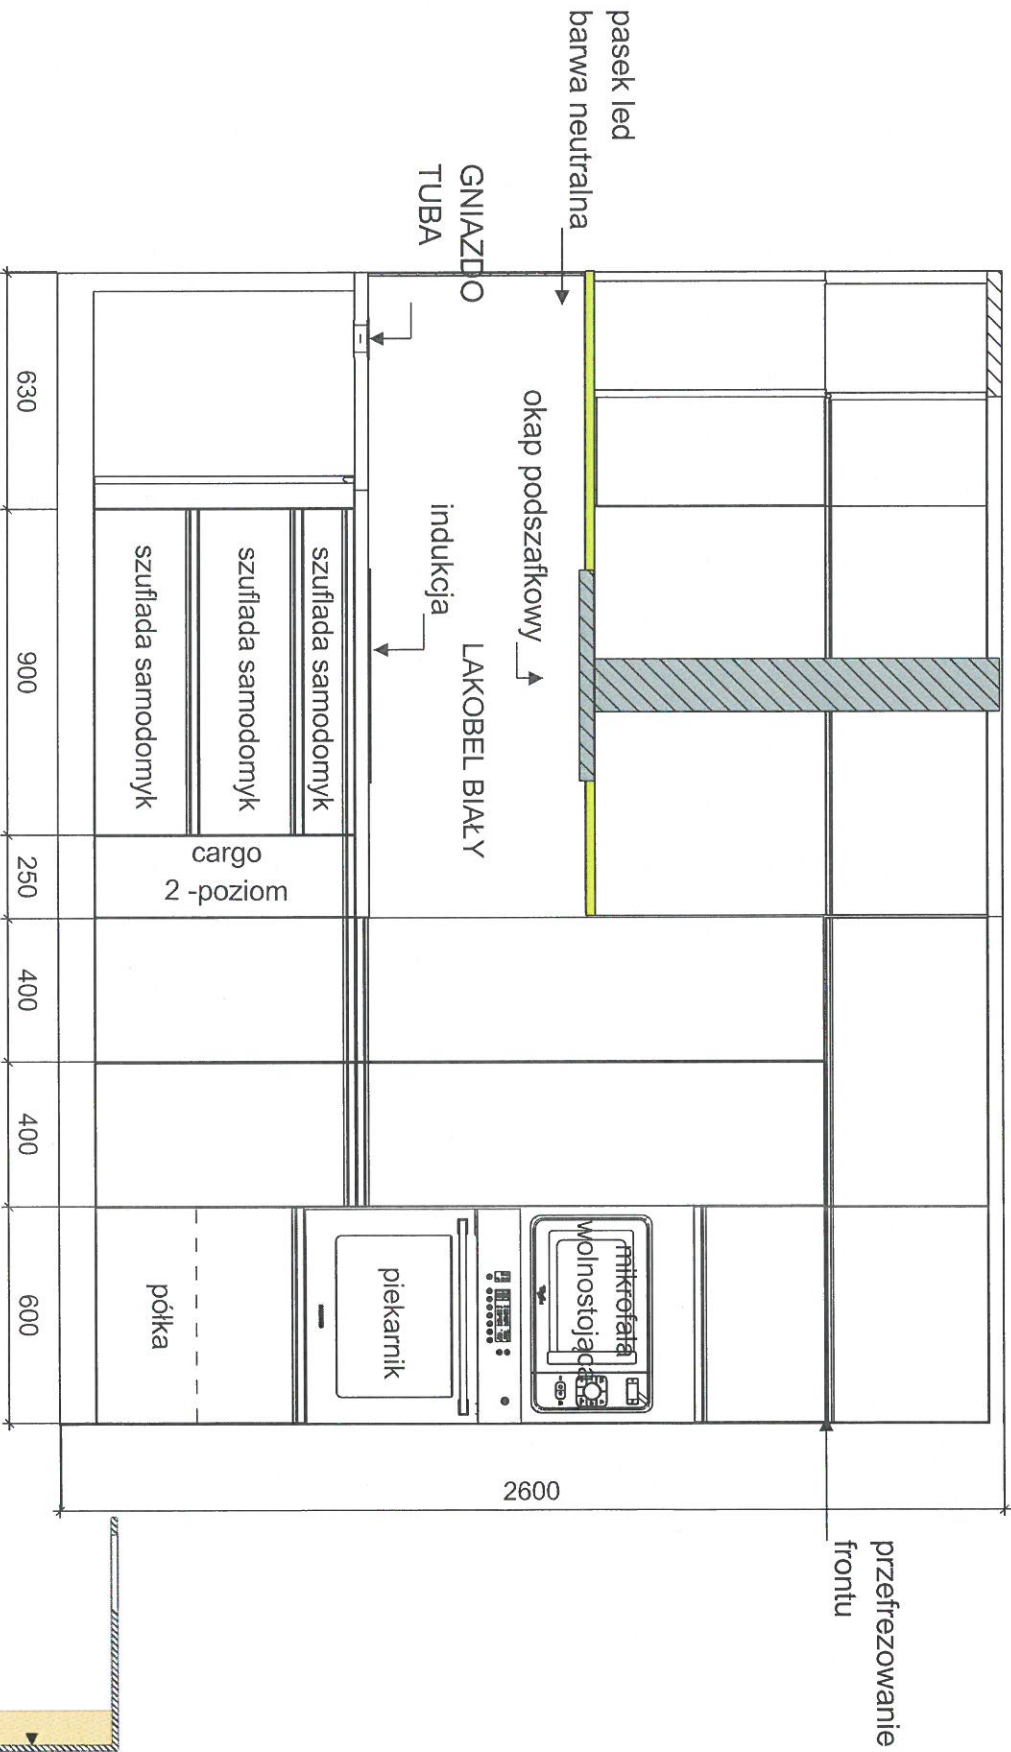 pasek led
barwa neutralna
GNIAZDO
TUBA
okap podszafkowy
indukcja
LAKOBEL BIAŁY
szuflada samodomyk
szuflada samodomyk
szuflada samodomyk
cargo
2 -poziom
mikrofala
wolnostojąca
piekarnik
półka
przefrezowanie
frontu
630
900
250
400
400
600
2600